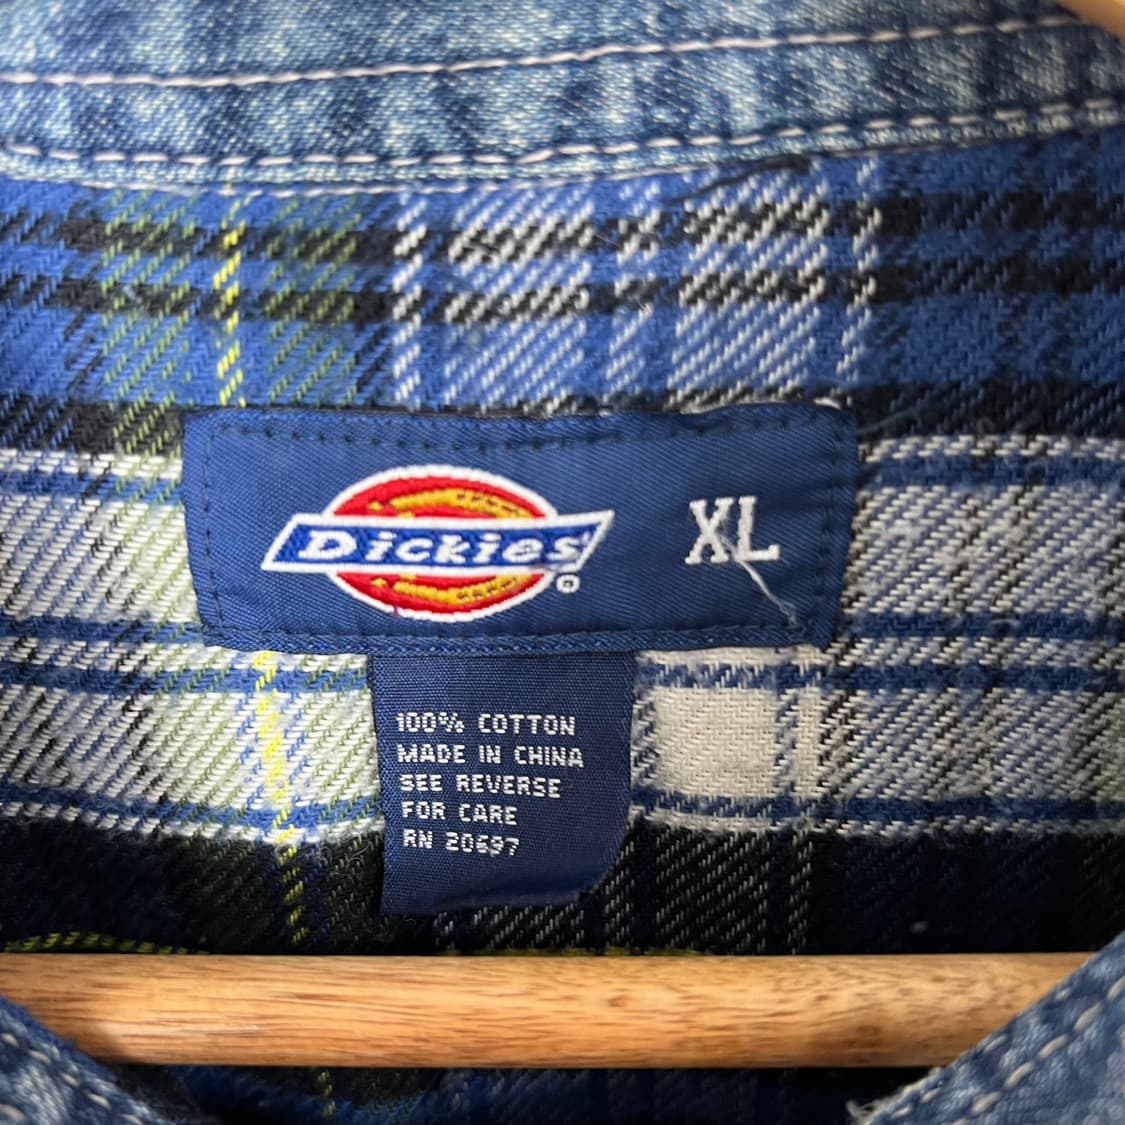 Dickies
XL
100% COTTON
MADE IN CHINA
SEE REVERSE
FOR CARE
RN 20697